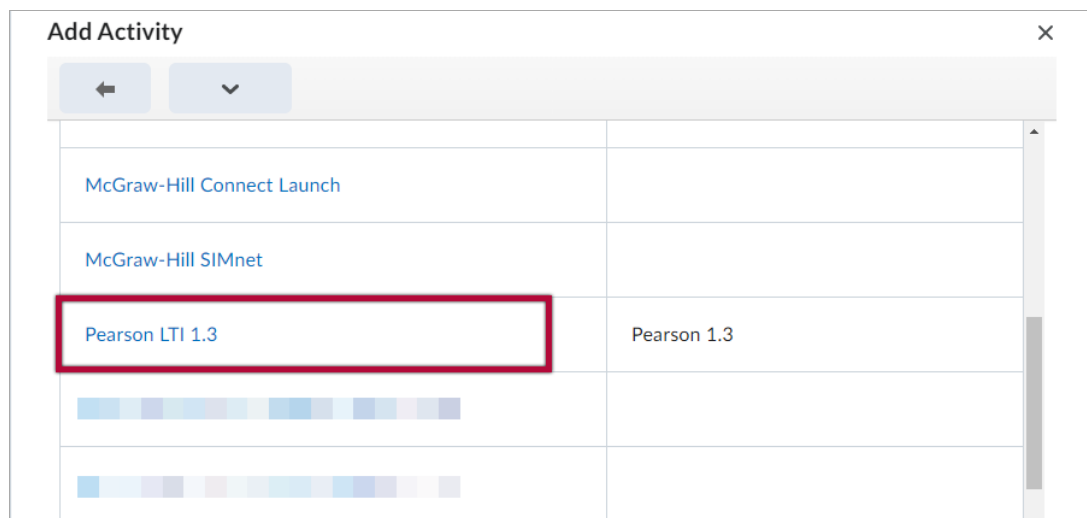 Add Activity
McGraw-Hill Connect Launch
McGraw-Hill SIMnet
Pearson LTI 1.3 Pearson 1.3